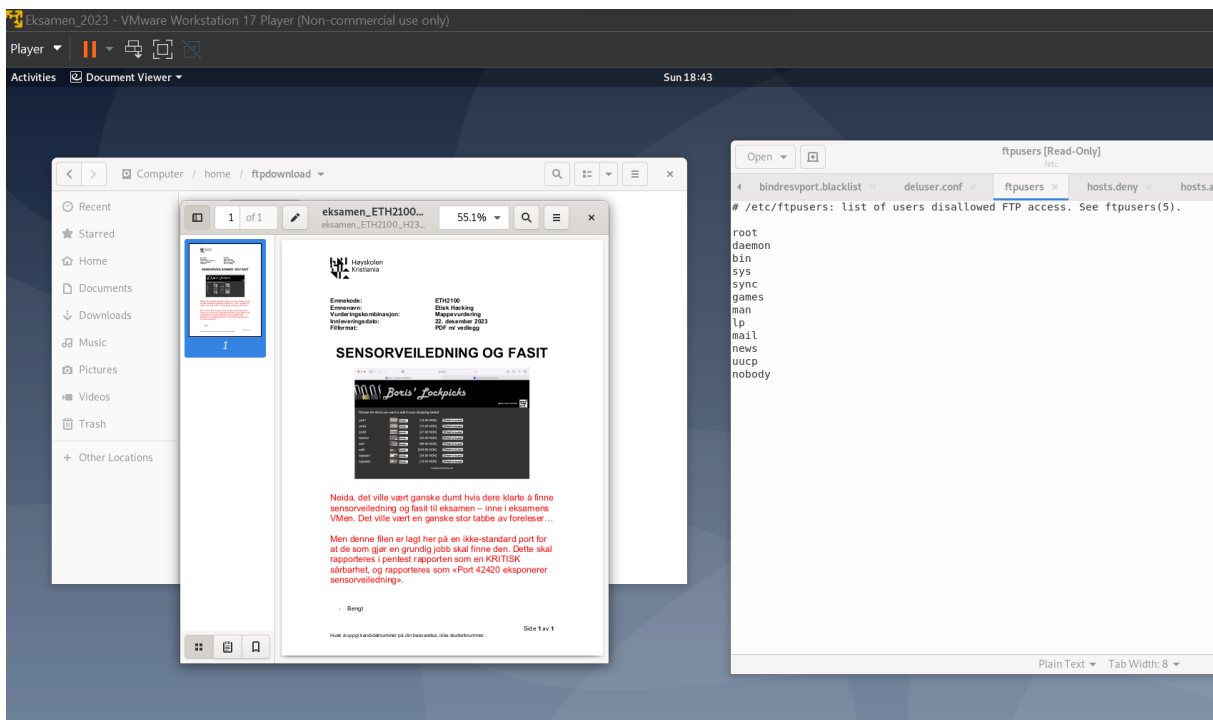 Eksamen_2023 - VMware Workstation 17 Player (Non-commercial use only)
Player
Activities Document Viewer Sun 18:43
Computer / home / ftpdownload
Recent
Starred
Home
Documents
Downloads
Music
Pictures
Videos
Trash
+ Other Locations
1 of 1
eksamen_ETH2100...
eksamen_ETH2100_H23...
55.1%
1
Høyskolen
Kristiania
Emnekode: ETH2100
Emnenavn: Etisk Hacking
Vurderingskombinasjon: Mappevurdering
Innleveringsdato: 22. desember 2023
Filformat: PDF m/ vedlegg
SENSORVEILEDNING OG FASIT
Boris' Lockpicks
Neida, det ville vært ganske dumt hvis dere klarte å finne
sensorveiledning og fasit til eksamen – inne i eksamens
VMen. Det ville vært en ganske stor tabbe av foreleser…
Men denne filen er lagt her på en ikke-standard port for
at de som gjør en grundig jobb skal finne den. Dette skal
rapporteres i pentest rapporten som en KRITISK
sårbarhet, og rapporteres som «Port 42420 eksponerer
sensorveiledning».
- Bengt
Side 1 av 1
Husk å oppgi kandidatnummer på din besvarelse, ikke studentnummer.
Open
ftpusers [Read-Only]
/etc
bindresvport.blacklist deluser.conf ftpusers hosts.deny hosts.a
# /etc/ftpusers: list of users disallowed FTP access. See ftpusers(5).
root
daemon
bin
sys
sync
games
man
lp
mail
news
uucp
nobody
Plain Text Tab Width: 8